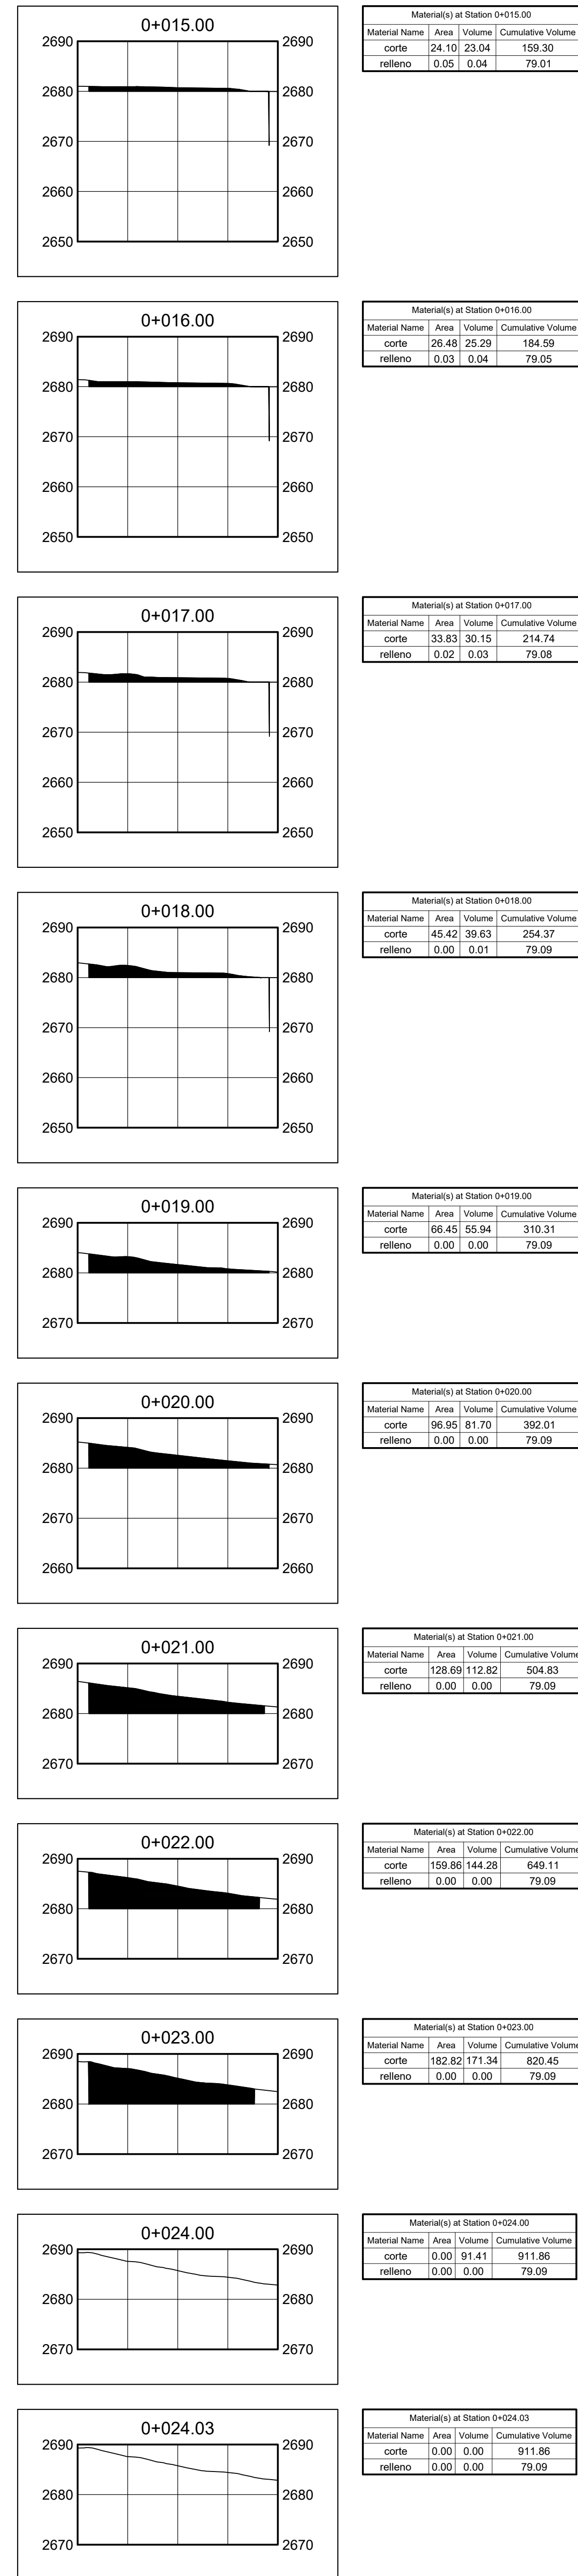 0+015.00
2690 2690
2680 2680
2670 2670
2660 2660
2650 2650
Material(s) at Station 0+015.00
Material Name Area Volume Cumulative Volume
corte 24.10 23.04 159.30
relleno 0.05 0.04 79.01
0+016.00
2690 2690
2680 2680
2670 2670
2660 2660
2650 2650
Material(s) at Station 0+016.00
Material Name Area Volume Cumulative Volume
corte 26.48 25.29 184.59
relleno 0.03 0.04 79.05
0+017.00
2690 2690
2680 2680
2670 2670
2660 2660
2650 2650
Material(s) at Station 0+017.00
Material Name Area Volume Cumulative Volume
corte 33.83 30.15 214.74
relleno 0.02 0.03 79.08
0+018.00
2690 2690
2680 2680
2670 2670
2660 2660
2650 2650
Material(s) at Station 0+018.00
Material Name Area Volume Cumulative Volume
corte 45.42 39.63 254.37
relleno 0.00 0.01 79.09
0+019.00
2690 2690
2680 2680
2670 2670
Material(s) at Station 0+019.00
Material Name Area Volume Cumulative Volume
corte 66.45 55.94 310.31
relleno 0.00 0.00 79.09
0+020.00
2690 2690
2680 2680
2670 2670
2660 2660
Material(s) at Station 0+020.00
Material Name Area Volume Cumulative Volume
corte 96.95 81.70 392.01
relleno 0.00 0.00 79.09
0+021.00
2690 2690
2680 2680
2670 2670
Material(s) at Station 0+021.00
Material Name Area Volume Cumulative Volume
corte 128.69 112.82 504.83
relleno 0.00 0.00 79.09
0+022.00
2690 2690
2680 2680
2670 2670
Material(s) at Station 0+022.00
Material Name Area Volume Cumulative Volume
corte 159.86 144.28 649.11
relleno 0.00 0.00 79.09
0+023.00
2690 2690
2680 2680
2670 2670
Material(s) at Station 0+023.00
Material Name Area Volume Cumulative Volume
corte 182.82 171.34 820.45
relleno 0.00 0.00 79.09
0+024.00
2690 2690
2680 2680
2670 2670
Material(s) at Station 0+024.00
Material Name Area Volume Cumulative Volume
corte 0.00 91.41 911.86
relleno 0.00 0.00 79.09
0+024.03
2690 2690
2680 2680
2670 2670
Material(s) at Station 0+024.03
Material Name Area Volume Cumulative Volume
corte 0.00 0.00 911.86
relleno 0.00 0.00 79.09